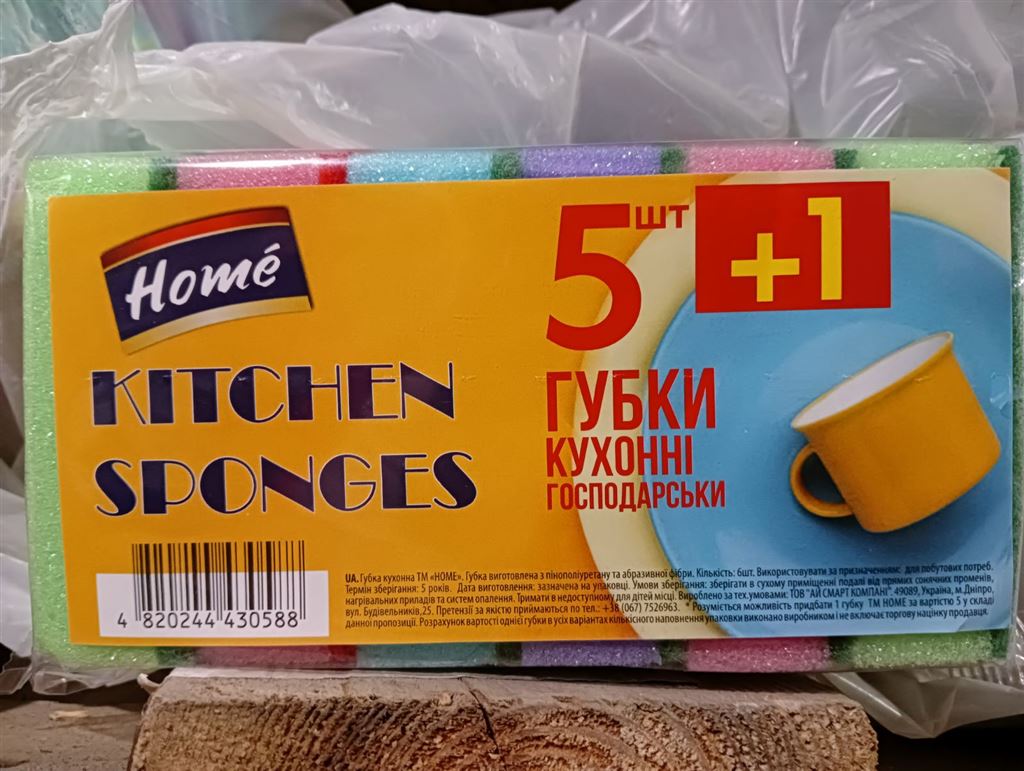 Homé
KITCHEN
SPONGES
5 ШТ +1
ГУБКИ
КУХОННІ
ГОСПОДАРСЬКИ
UA. Губка кухонна ТМ «HOME». Губка виготовлена з пінополіуретану та абразивної фібри. Кількість: 6шт. Використовувати за призначенням: для побутових потреб.
Термін зберігання: 5 років. Дата виготовлення: зазначена на упаковці. Умови зберігання: зберігати в сухому приміщенні подалі від прямих сонячних променів,
нагрівальних приладів та систем опалення. Тримати в недоступному для дітей місці. Вироблено за тех.умовами: ТОВ "АЙ СМАРТ КОМПАНІ", 49089, Україна, м.Дніпро,
вул. Будівельників,25. Претензії за якістю приймаються по тел.: +38 (067) 7526963. *Розуміється можливість придбати 1 губку ТМ HOME за вартістю 5 у складі
данної пропозиції. Розрахунок вартості однієї губки в усіх варіантах кількісного наповнення упаковки виконано виробником і не включає торгову націнку продавця.
4 820244 430588